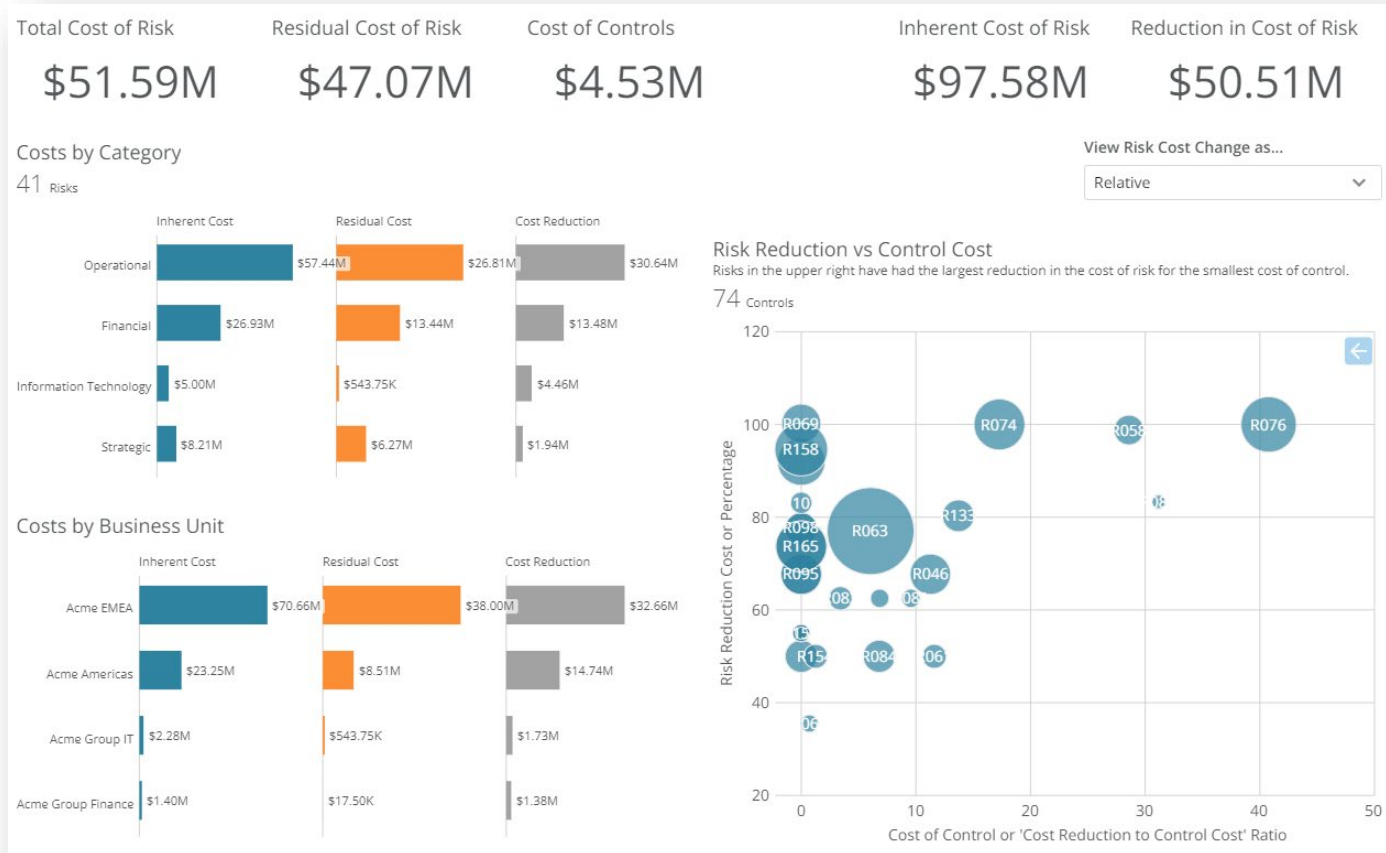 Total Cost of Risk
Residual Cost of Risk
Cost of Controls
Inherent Cost of Risk
Reduction in Cost of Risk
$51.59M
$47.07M
$4.53M
$97.58M
$50.51M
Costs by Category
41 Risks
Inherent Cost
Residual Cost
Cost Reduction
Operational
$57.44M
$26.81M
$30.64M
Financial
$26.93M
$13.44M
$13.48M
Information Technology
$5.00M
$543.75K
$4.46M
Strategic
$8.21M
$6.27M
$1.94M
Costs by Business Unit
Inherent Cost
Residual Cost
Cost Reduction
Acme EMEA
$70.66M
$38.00M
$32.66M
Acme Americas
$23.25M
$8.51M
$14.74M
Acme Group IT
$2.28M
$543.75K
$1.73M
Acme Group Finance
$1.40M
$17.50K
$1.38M
View Risk Cost Change as...
Relative
Risk Reduction vs Control Cost
Risks in the upper right have had the largest reduction in the cost of risk for the smallest cost of control.
74 Controls
Risk Reduction Cost or Percentage
120
100
80
60
40
20
R069
R074
R058
R076
R158
10
R098
R063
R133
R165
R095
R046
08
R154
R084
06
0
10
20
30
40
50
Cost of Control or 'Cost Reduction to Control Cost' Ratio